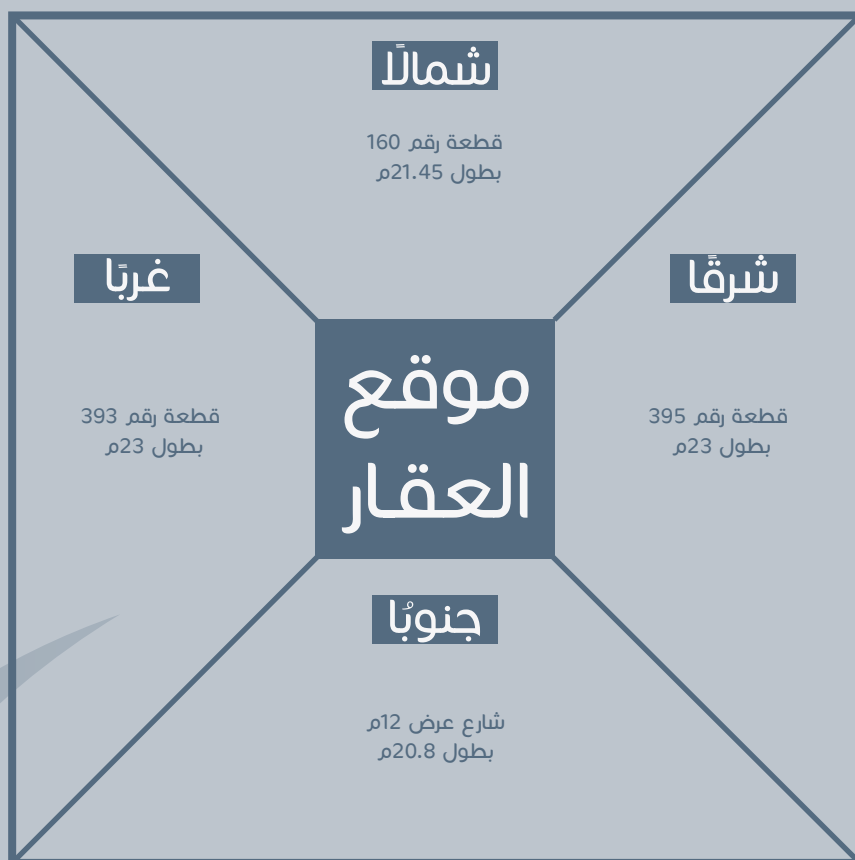 شمالًا
قطعة رقم 160
بطول 21.45م
شرقًا
قطعة رقم 395
بطول 23م
موقع
العقار
غربًا
قطعة رقم 393
بطول 23م
جنوبًا
شارع عرض 12م
بطول 20.8م